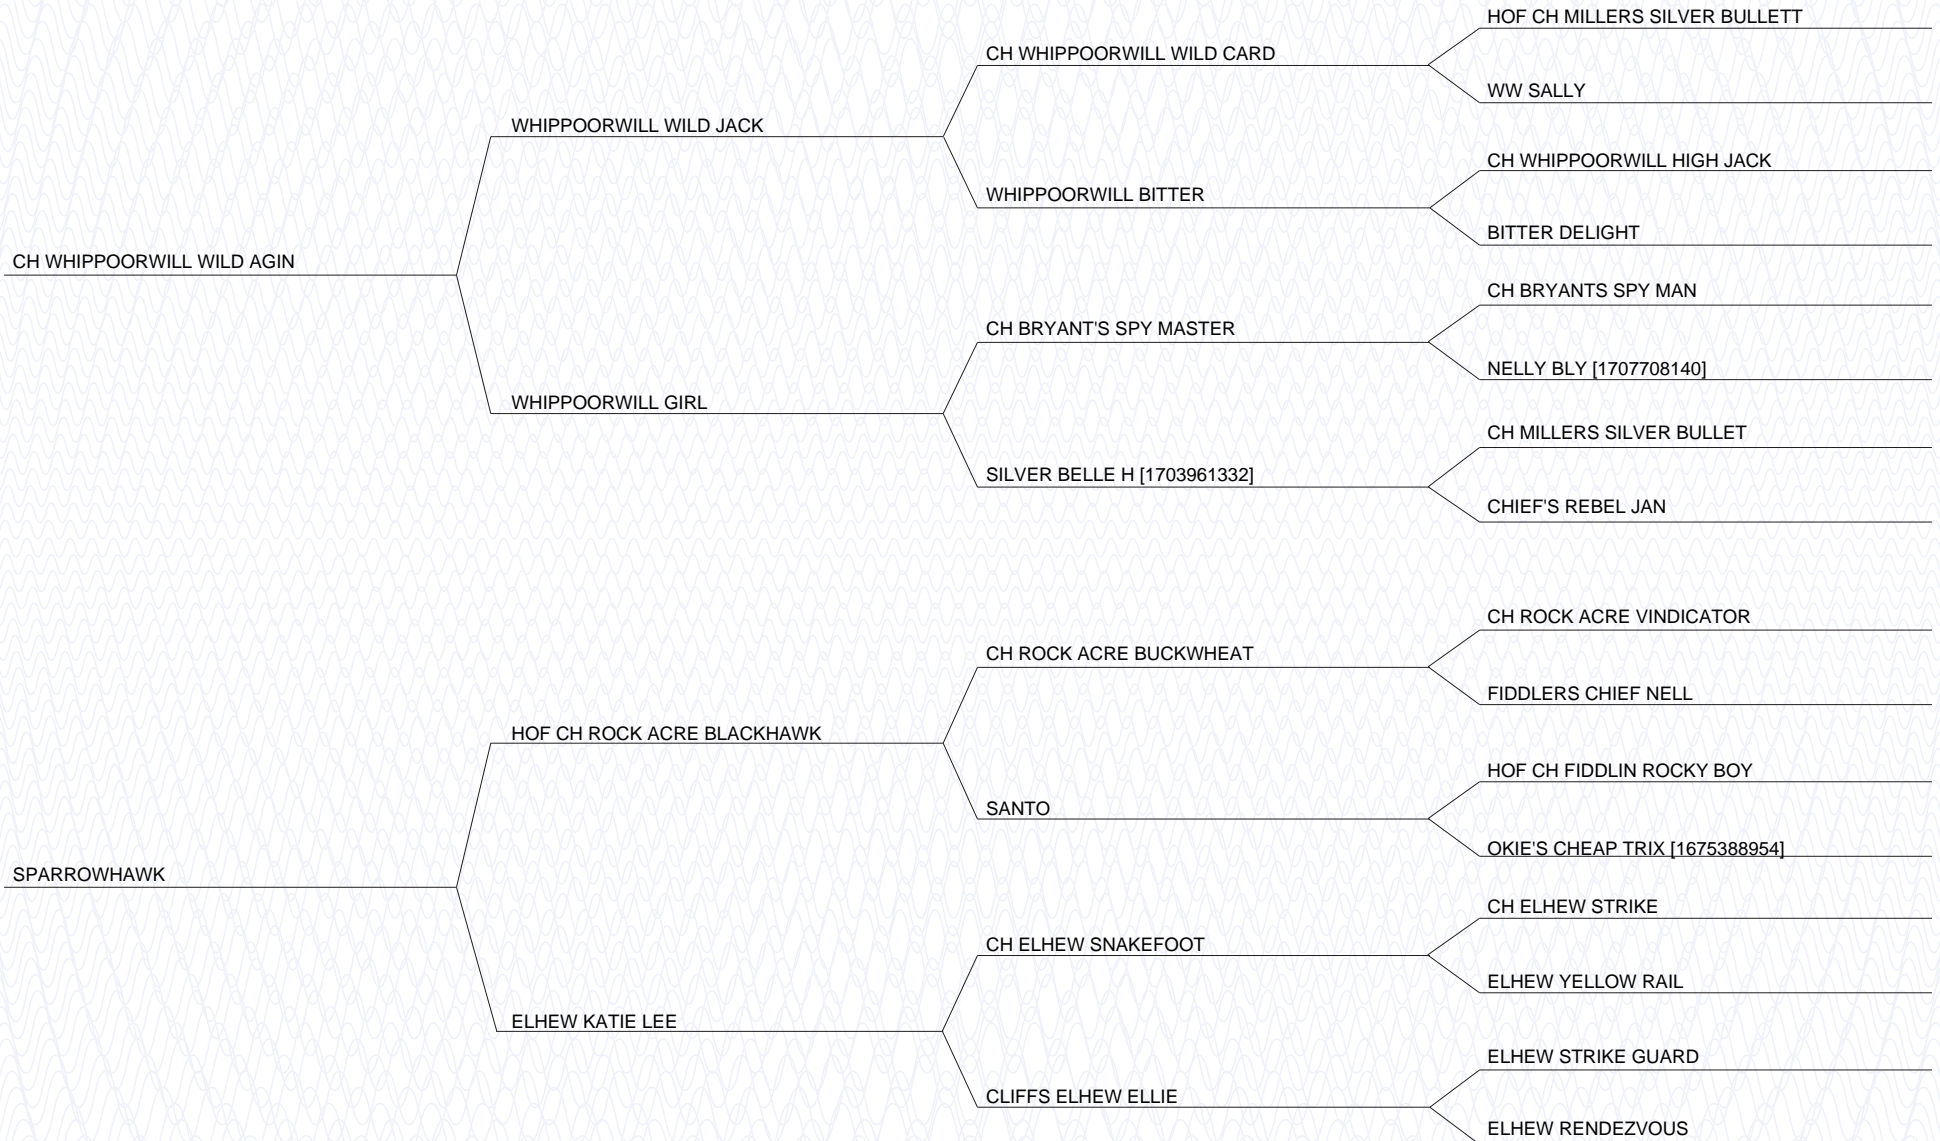 HOF CH MILLERS SILVER BULLETT
CH WHIPPOORWILL WILD CARD
WW SALLY
WHIPPOORWILL WILD JACK
CH WHIPPOORWILL HIGH JACK
WHIPPOORWILL BITTER
BITTER DELIGHT
CH WHIPPOORWILL WILD AGIN
CH BRYANTS SPY MAN
CH BRYANT'S SPY MASTER
NELLY BLY [1707708140]
WHIPPOORWILL GIRL
CH MILLERS SILVER BULLET
SILVER BELLE H [1703961332]
CHIEF'S REBEL JAN
CH ROCK ACRE VINDICATOR
CH ROCK ACRE BUCKWHEAT
FIDDLERS CHIEF NELL
HOF CH ROCK ACRE BLACKHAWK
HOF CH FIDDLIN ROCKY BOY
SANTO
OKIE'S CHEAP TRIX [1675388954]
SPARROWHAWK
CH ELHEW STRIKE
CH ELHEW SNAKEFOOT
ELHEW YELLOW RAIL
ELHEW KATIE LEE
ELHEW STRIKE GUARD
CLIFFS ELHEW ELLIE
ELHEW RENDEZVOUS